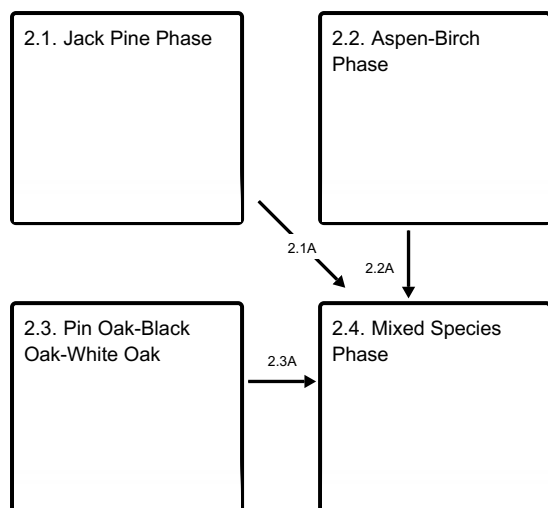 2.1. Jack Pine Phase
2.2. Aspen-Birch
Phase
2.1A
2.2A
2.3. Pin Oak-Black
Oak-White Oak
2.3A
2.4. Mixed Species
Phase